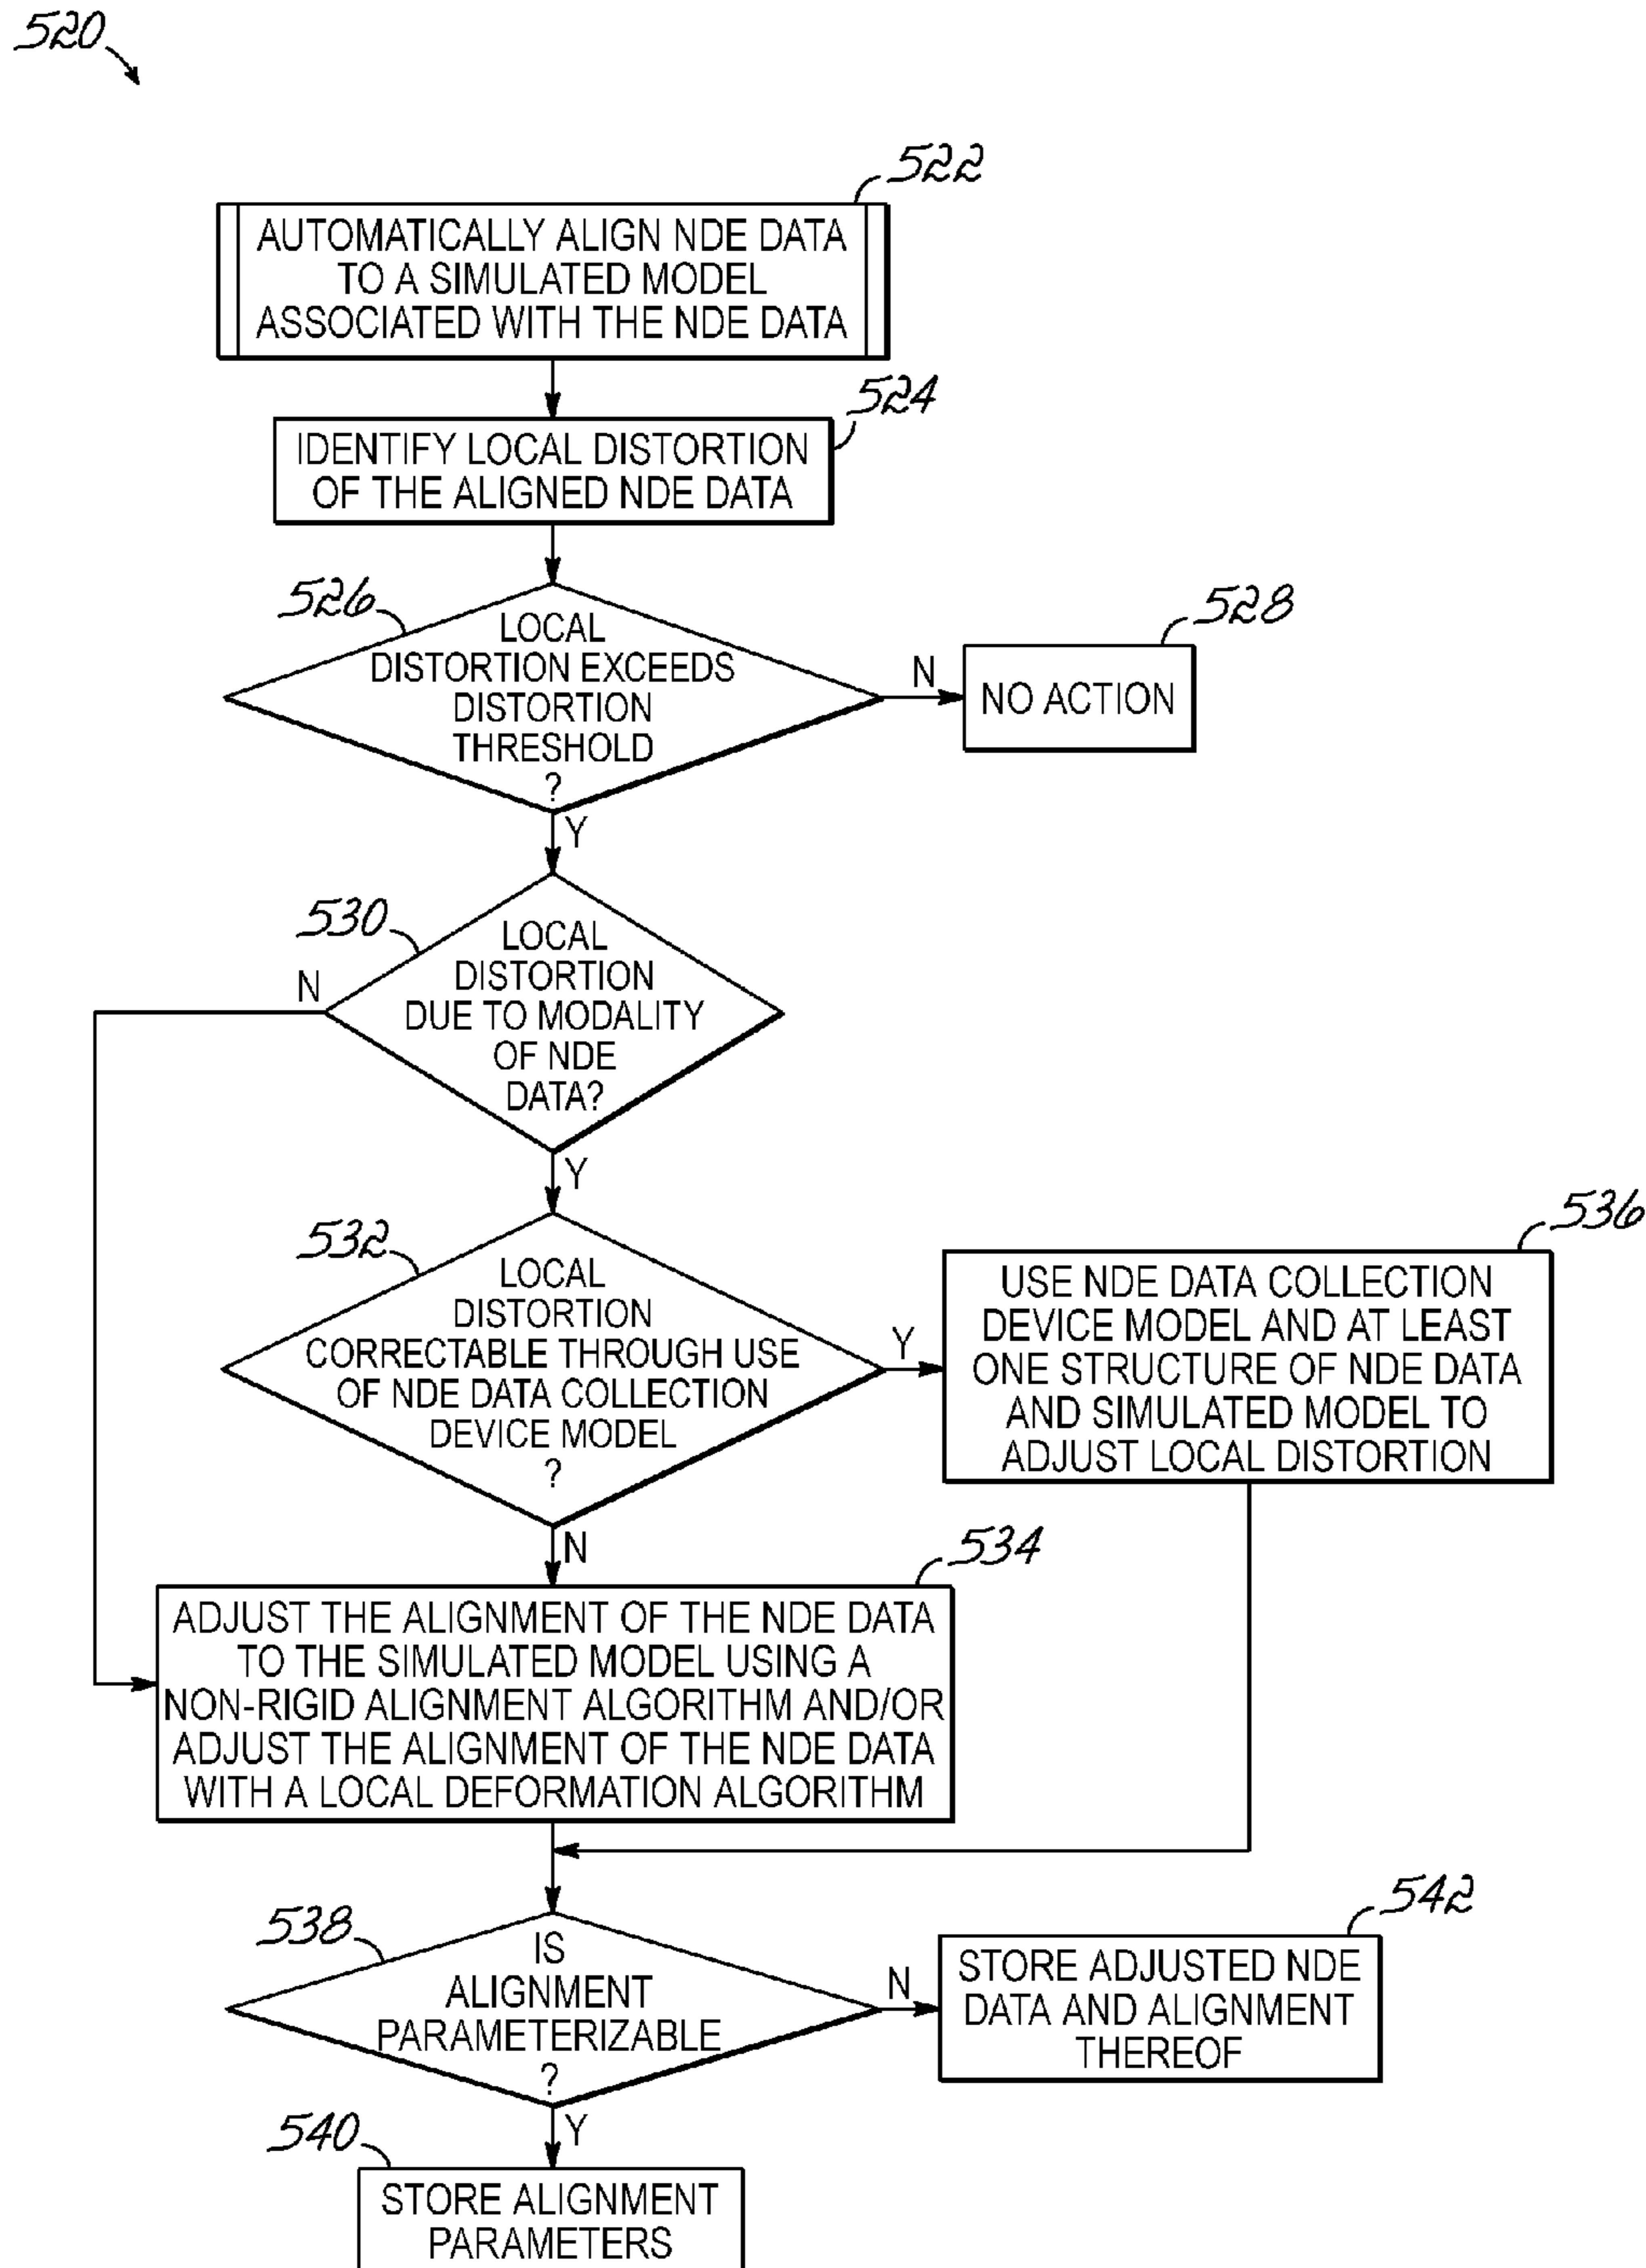 520
522
AUTOMATICALLY ALIGN NDE DATA
TO A SIMULATED MODEL
ASSOCIATED WITH THE NDE DATA
524
IDENTIFY LOCAL DISTORTION
OF THE ALIGNED NDE DATA
526
LOCAL
DISTORTION EXCEEDS
DISTORTION
THRESHOLD
?
N
528
NO ACTION
Y
530
LOCAL
DISTORTION
DUE TO MODALITY
OF NDE
DATA?
N
Y
532
LOCAL
DISTORTION
CORRECTABLE THROUGH USE
OF NDE DATA COLLECTION
DEVICE MODEL
?
Y
536
USE NDE DATA COLLECTION
DEVICE MODEL AND AT LEAST
ONE STRUCTURE OF NDE DATA
AND SIMULATED MODEL TO
ADJUST LOCAL DISTORTION
N
534
ADJUST THE ALIGNMENT OF THE NDE DATA
TO THE SIMULATED MODEL USING A
NON-RIGID ALIGNMENT ALGORITHM AND/OR
ADJUST THE ALIGNMENT OF THE NDE DATA
WITH A LOCAL DEFORMATION ALGORITHM
538
IS
ALIGNMENT
PARAMETERIZABLE
?
N
542
STORE ADJUSTED NDE
DATA AND ALIGNMENT
THEREOF
Y
540
STORE ALIGNMENT
PARAMETERS